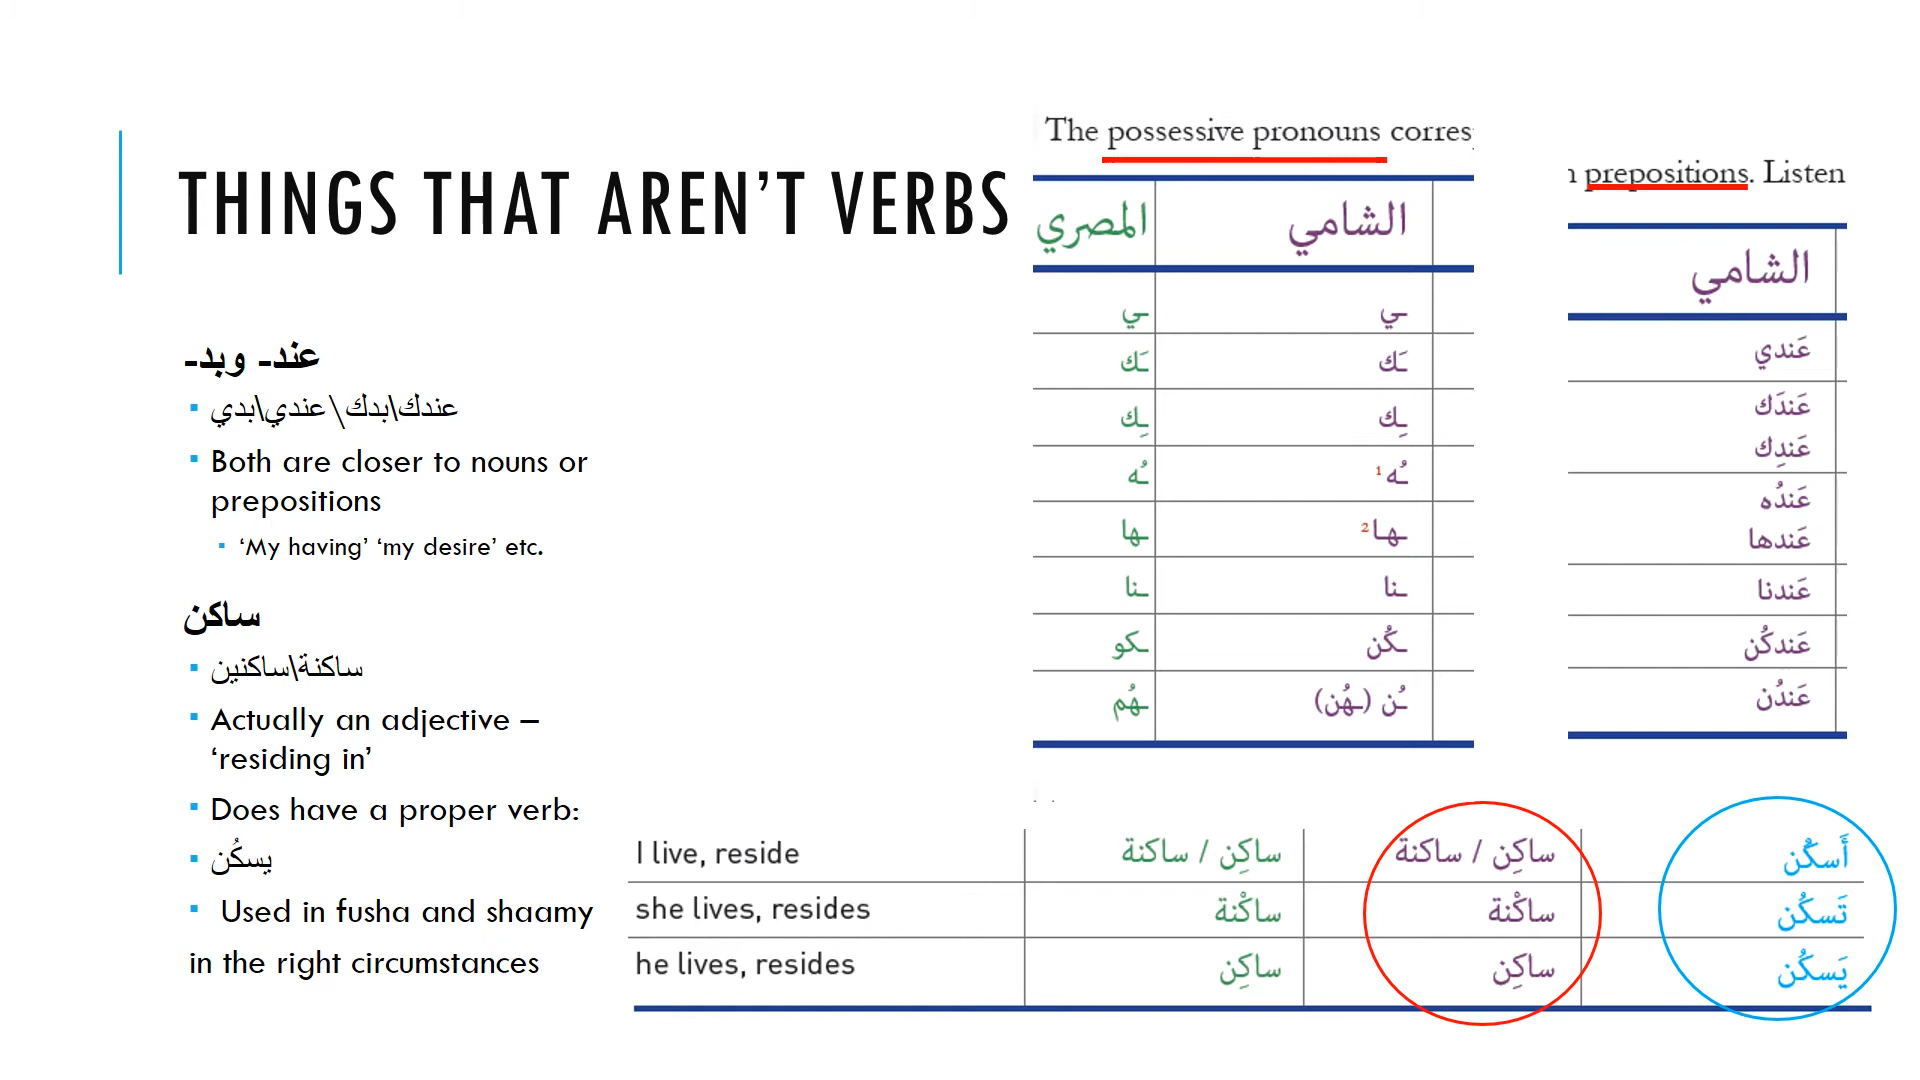 THINGS THAT AREN’T VERBS
عند- وبد-
عندك\بدك\عندي\بدي
Both are closer to nouns or
prepositions
‘My having’ ‘my desire’ etc.
ساكن
ساكنة\ساكنين
Actually an adjective –
‘residing in’
Does have a proper verb:
يسكُن
Used in fusha and shaamy
in the right circumstances
The possessive pronouns corres
المصري الشامي
ـي ـي
ـَك ـَك
ـِك ـِك
ـُه ـُه 1
ـها ـها 2
ـنا ـنا
ـكو ـكُن
ـهُم ـُن (ـهُن)
prepositions. Listen
الشامي
عَندي
عَندَك
عَندِك
عَندُه
عَندها
عَندنا
عَندكُن
عَندُن
I live, reside ساكِن / ساكنة ساكِن / ساكنة أَسكُن
she lives, resides ساكْنة ساكْنة تَسكُن
he lives, resides ساكِن ساكِن يَسكُن